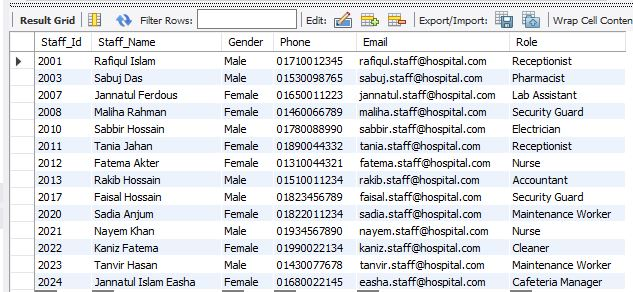 Result Grid Filter Rows: Edit: Export/Import: Wrap Cell Conten
Staff_Id Staff_Name Gender Phone Email Role
2001 Rafiqul Islam Male 01710012345 rafiqul.staff@hospital.com Receptionist
2003 Sabuj Das Male 01530098765 sabuj.staff@hospital.com Pharmacist
2007 Jannatul Ferdous Female 01650011223 jannatul.staff@hospital.com Lab Assistant
2008 Maliha Rahman Female 01460066789 maliha.staff@hospital.com Security Guard
2010 Sabbir Hossain Male 01780088990 sabbir.staff@hospital.com Electrician
2011 Tania Jahan Female 01890044332 tania.staff@hospital.com Receptionist
2012 Fatema Akter Female 01310044321 fatema.staff@hospital.com Nurse
2013 Rakib Hossain Male 01510011234 rakib.staff@hospital.com Accountant
2017 Faisal Hossain Male 01823456789 faisal.staff@hospital.com Security Guard
2020 Sadia Anjum Female 01822011234 sadia.staff@hospital.com Maintenance Worker
2021 Nayem Khan Male 01934567890 nayem.staff@hospital.com Nurse
2022 Kaniz Fatema Female 01990022134 kaniz.staff@hospital.com Cleaner
2023 Tanvir Hasan Male 01430077678 tanvir.staff@hospital.com Maintenance Worker
2024 Jannatul Islam Easha Female 01680022145 easha.staff@hospital.com Cafeteria Manager